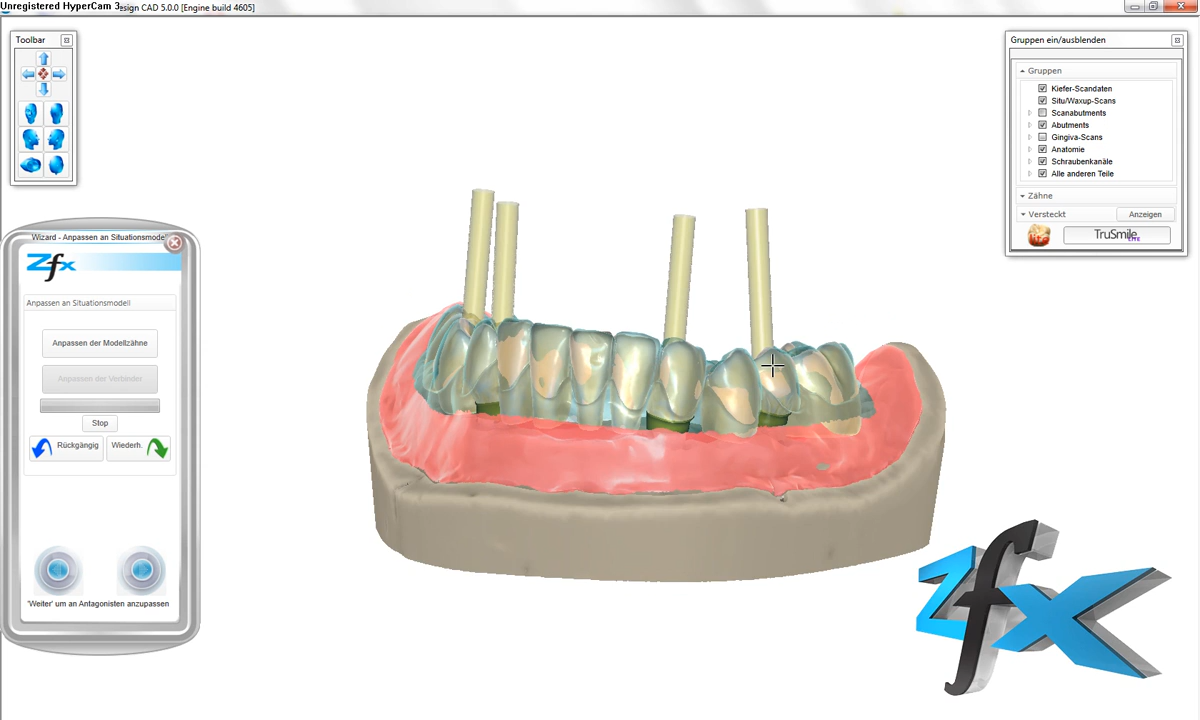 Unregistered HyperCam 3
esign CAD 5.0.0 [Engine build 4605]
Toolbar
Gruppen ein/ausblenden
Gruppen
Kiefer-Scandaten
Situ/Waxup-Scans
Scanabutments
Abutments
Gingiva-Scans
Anatomie
Schraubenkanäle
Alle anderen Teile
Zähne
Versteckt
Anzeigen
TruSmile LITE
Wizard - Anpassen an Situationsmodel
Zfx
Anpassen an Situationsmodell
Anpassen der Modellzähne
Anpassen der Verbinder
Stop
Rückgängig
Wiederh.
'Weiter' um an Antagonisten anzupassen
zfx